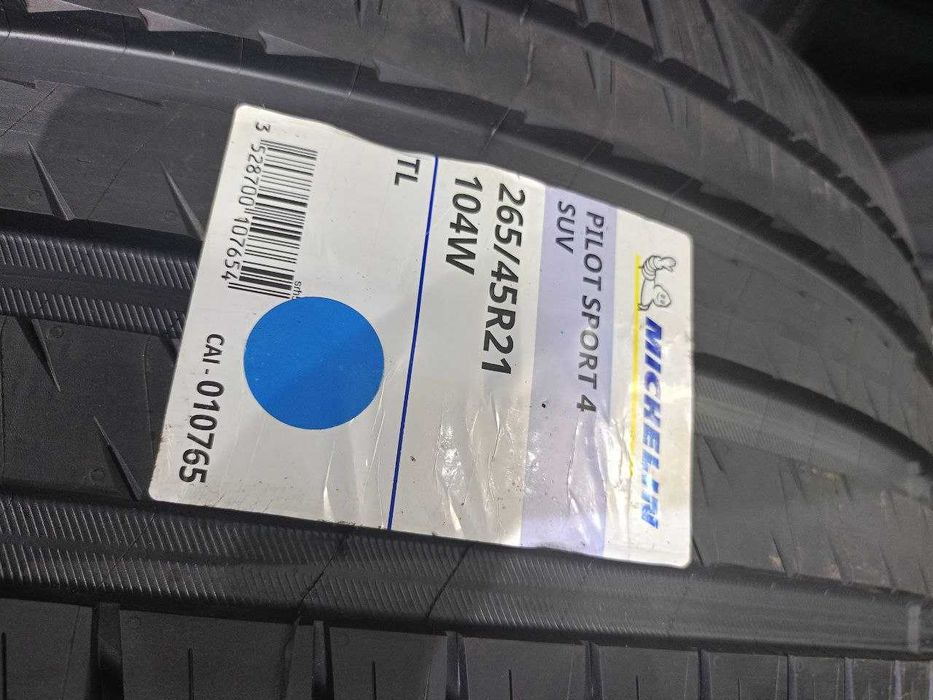 MICHELIN
PILOT SPORT 4
SUV
265/45R21
104W
TL
3 528700 107654
CAI - 010765